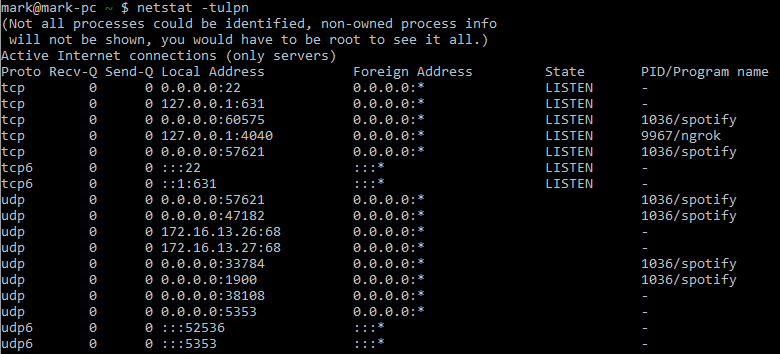 mark@mark-pc ~ $ netstat -tulpn
(Not all processes could be identified, non-owned process info
 will not be shown, you would have to be root to see it all.)
Active Internet connections (only servers)
Proto Recv-Q Send-Q Local Address           Foreign Address         State       PID/Program name
tcp        0      0 0.0.0.0:22              0.0.0.0:*               LISTEN      -
tcp        0      0 127.0.0.1:631           0.0.0.0:*               LISTEN      -
tcp        0      0 0.0.0.0:60575           0.0.0.0:*               LISTEN      1036/spotify
tcp        0      0 127.0.0.1:4040          0.0.0.0:*               LISTEN      9967/ngrok
tcp        0      0 0.0.0.0:57621           0.0.0.0:*               LISTEN      1036/spotify
tcp6       0      0 :::22                   :::*                    LISTEN      -
tcp6       0      0 ::1:631                 :::*                    LISTEN      -
udp        0      0 0.0.0.0:57621           0.0.0.0:*                           1036/spotify
udp        0      0 0.0.0.0:47182           0.0.0.0:*                           1036/spotify
udp        0      0 172.16.13.26:68         0.0.0.0:*                           -
udp        0      0 172.16.13.27:68         0.0.0.0:*                           -
udp        0      0 0.0.0.0:33784           0.0.0.0:*                           1036/spotify
udp        0      0 0.0.0.0:1900            0.0.0.0:*                           1036/spotify
udp        0      0 0.0.0.0:38108           0.0.0.0:*                           -
udp        0      0 0.0.0.0:5353            0.0.0.0:*                           -
udp6       0      0 :::52536                :::*                                -
udp6       0      0 :::5353                 :::*                                -